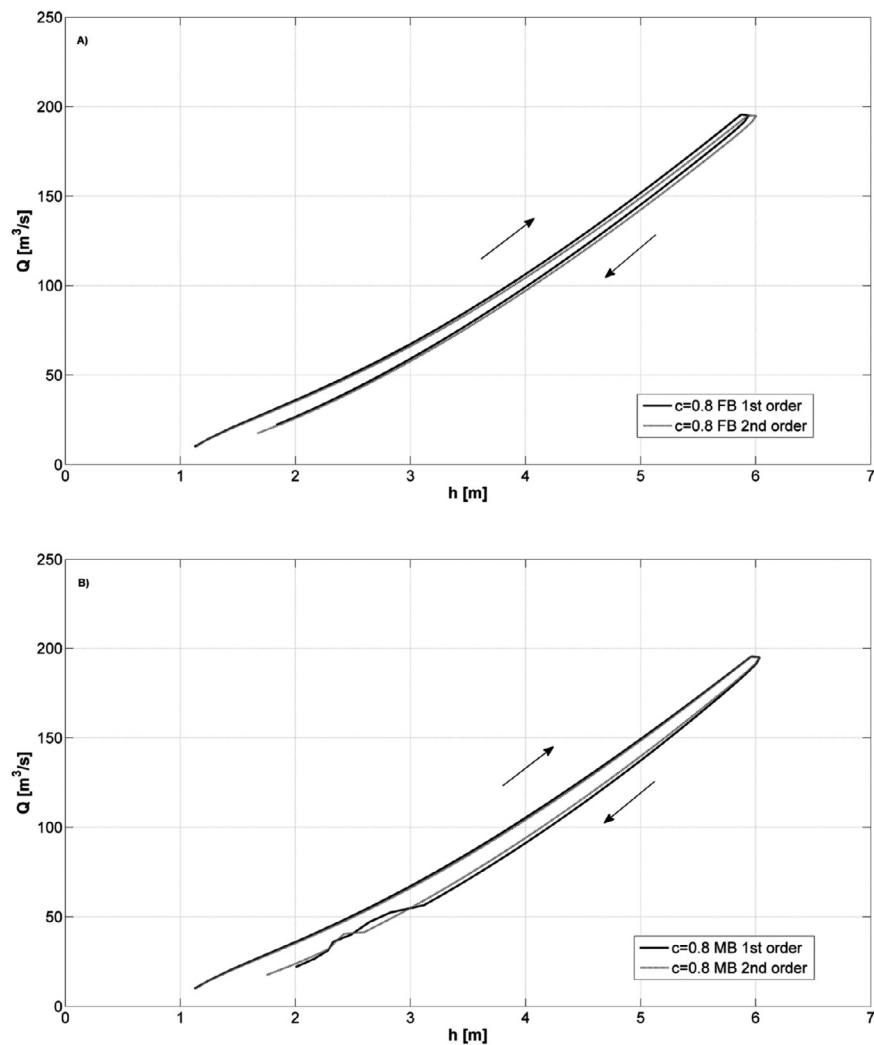 250
A)
200
150
Q [m³/s]
100
50
c=0.8 FB 1st order
c=0.8 FB 2nd order
0
0 1 2 3 4 5 6 7
h [m]
250
B)
200
150
Q [m³/s]
100
50
c=0.8 MB 1st order
c=0.8 MB 2nd order
0
0 1 2 3 4 5 6 7
h [m]